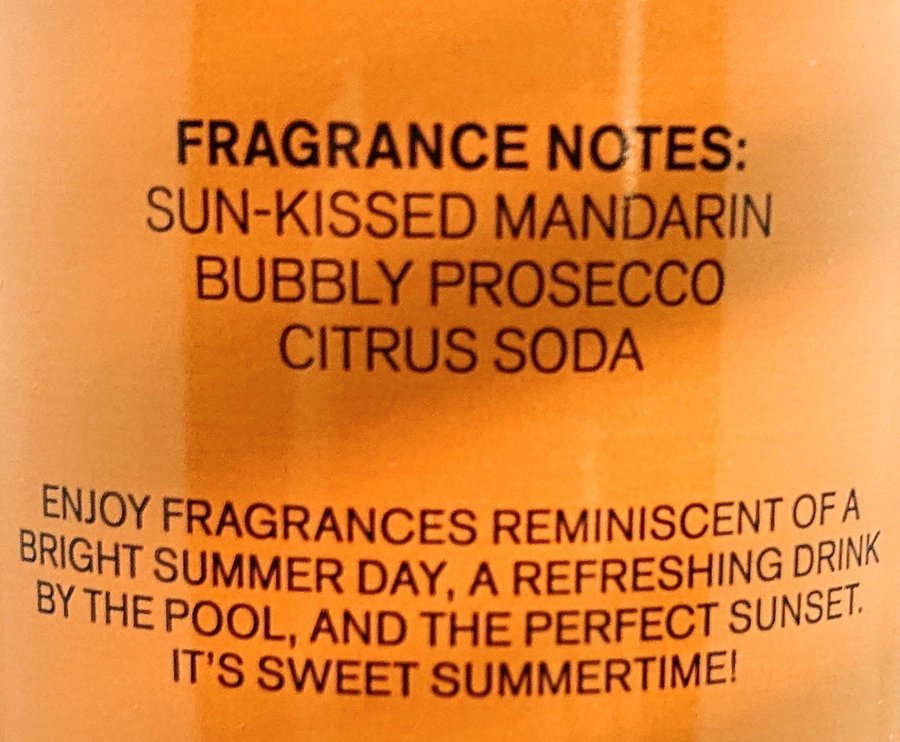 FRAGRANCE NOTES:
SUN-KISSED MANDARIN
BUBBLY PROSECCO
CITRUS SODA
ENJOY FRAGRANCES REMINISCENT OF A
BRIGHT SUMMER DAY, A REFRESHING DRINK
BY THE POOL, AND THE PERFECT SUNSET.
IT'S SWEET SUMMERTIME!